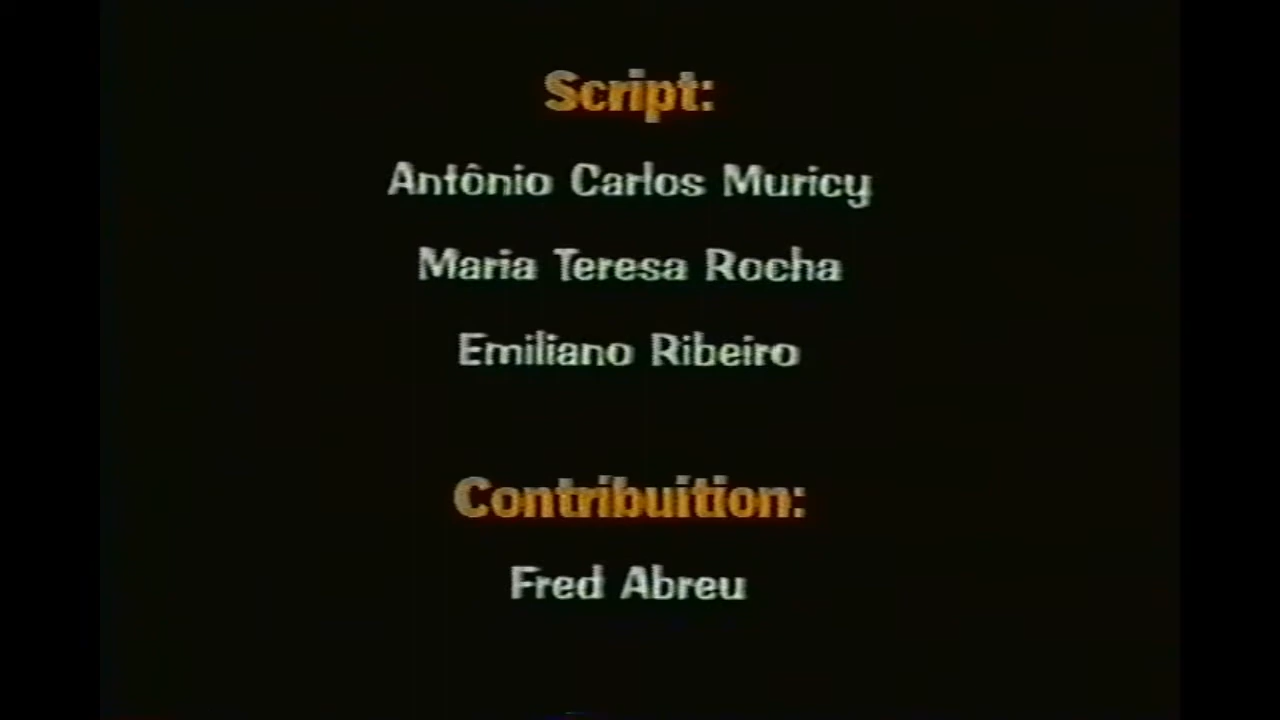 Script:
Antônio Carlos Muricy
Maria Teresa Rocha
Emiliano Ribeiro
Contribuition:
Fred Abreu